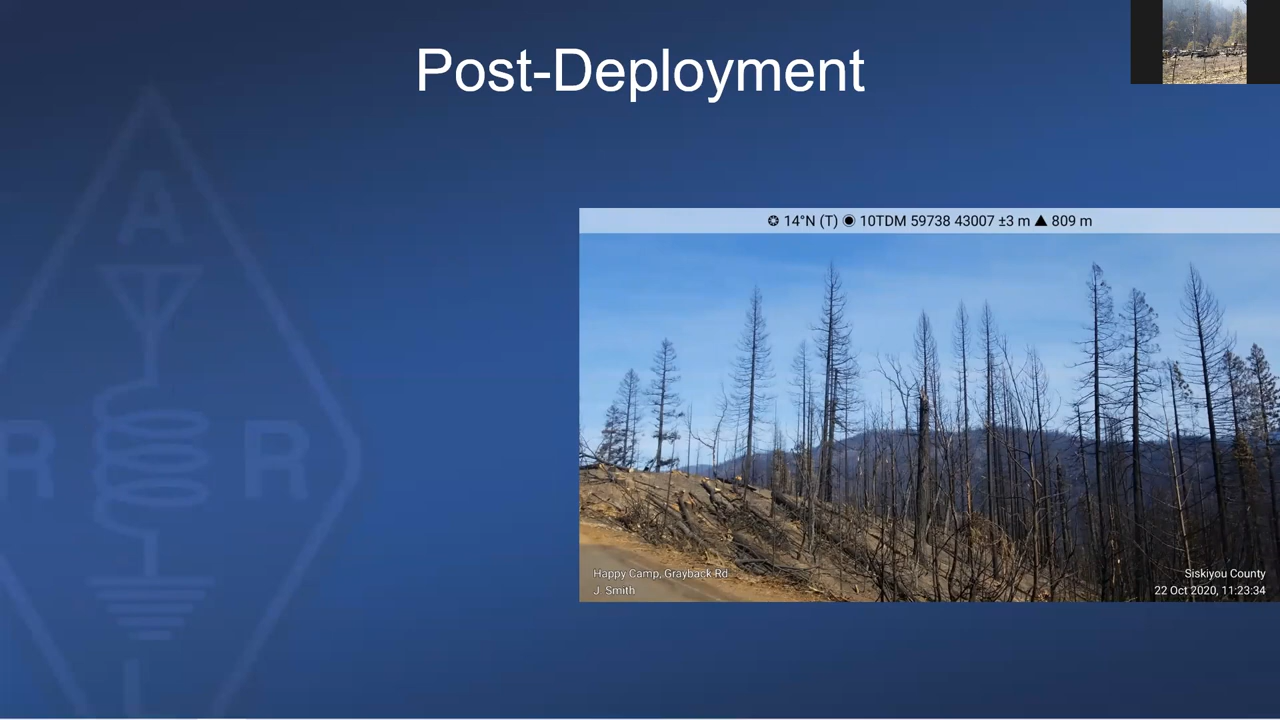 Post-Deployment
14°N (T) 10TDM 59738 43007 ±3 m ▲ 809 m
A
R R
L
Happy Camp, Grayback Rd
J. Smith
Siskiyou County
22 Oct 2020, 11:23:34